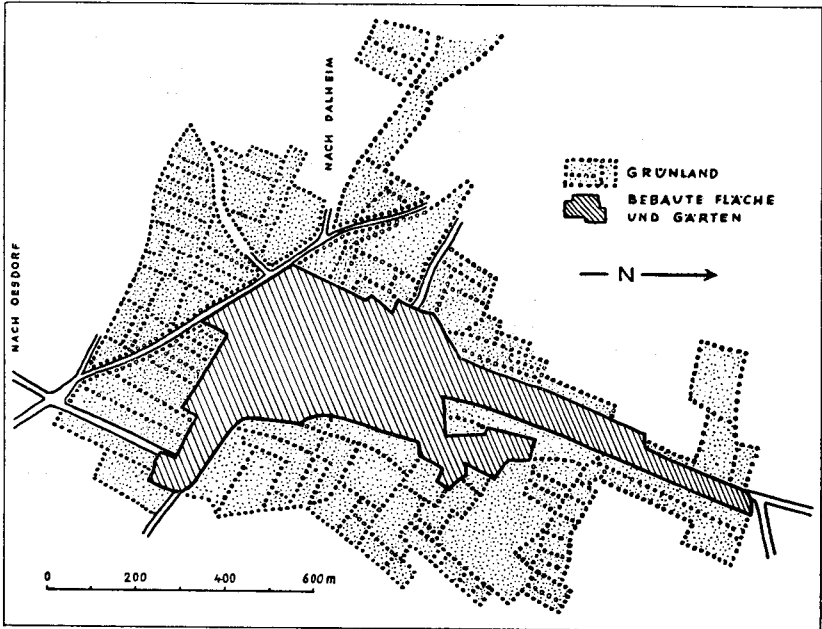 NACH DALHEIM
GRÜNLAND
BEBAUTE FLÄCHE
UND GÄRTEN
N
NACH OESDORF
0 200 400 600 m